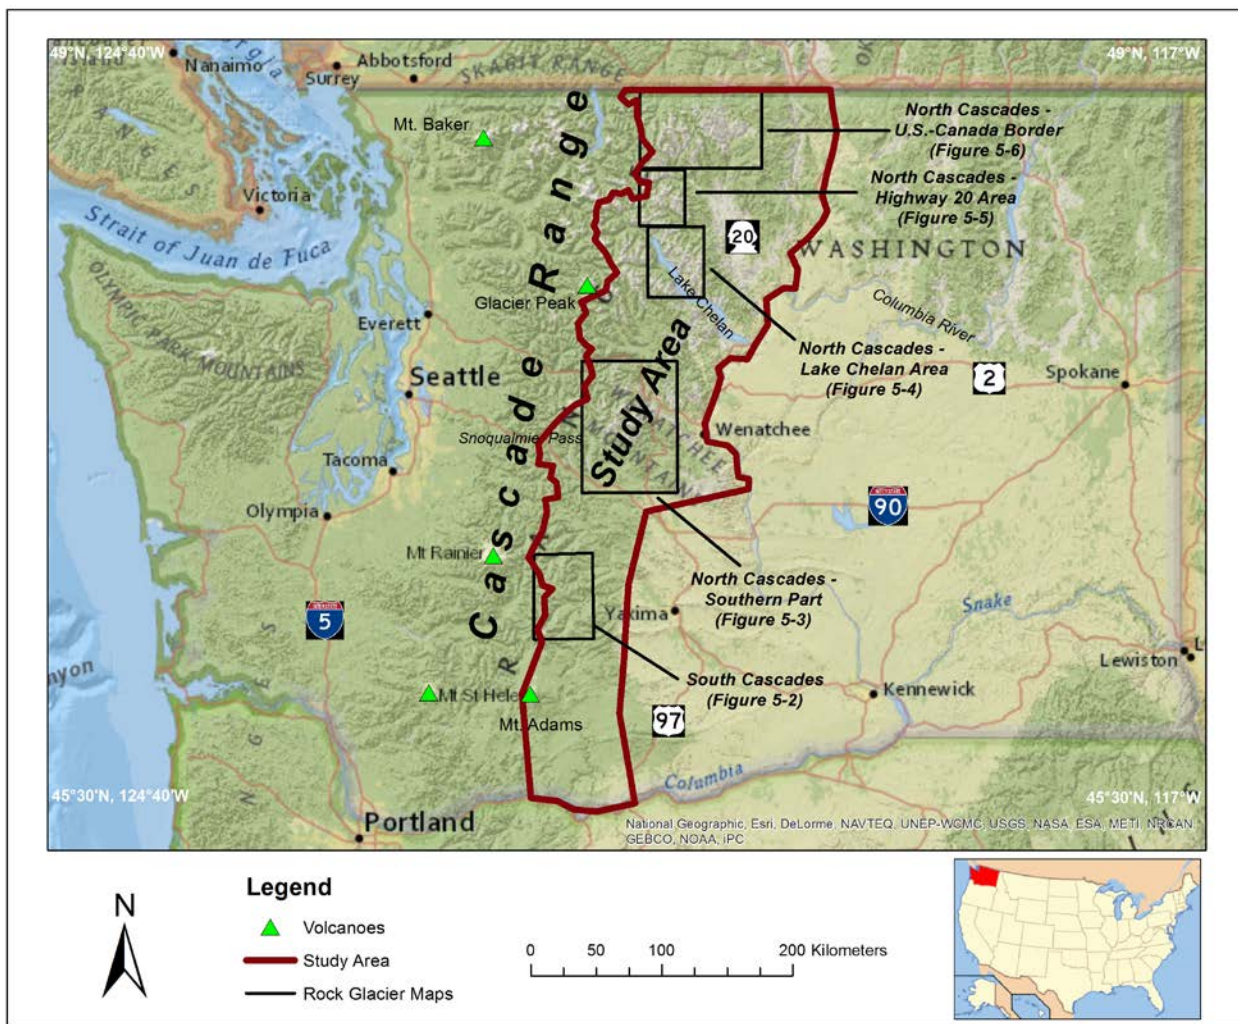 49°N, 124°40'W
49°N, 117°W
Nanaimo
Abbotsford
Surrey
SKAGIT RANGE
Mt. Baker
Victoria
Strait of Juan de Fuca
OLYMPIC PARK MOUNTAINS
RANGES
Cascade Range
North Cascades -
U.S.-Canada Border
(Figure 5-6)
North Cascades -
Highway 20 Area
(Figure 5-5)
20
WASHINGTON
Glacier Peak
Lake Chelan
Columbia River
Everett
Seattle
Study Area
North Cascades -
Lake Chelan Area
(Figure 5-4)
2
Spokane
Snoqualmie Pass
WENATCHEE
MOUNTAINS
Wenatchee
Tacoma
Olympia
90
Mt Rainier
North Cascades -
Southern Part
(Figure 5-3)
5
Yakima
Snake
Lewiston
South Cascades
(Figure 5-2)
Mt St Hele
Mt. Adams
97
Kennewick
Columbia
45°30'N, 124°40'W
45°30'N, 117°W
Portland
National Geographic, Esri, DeLorme, NAVTEQ, UNEP-WCMC, USGS, NASA, ESA, METI, NRCAN,
GEBCO, NOAA, iPC
N
Legend
Volcanoes
Study Area
Rock Glacier Maps
0 50 100 200 Kilometers